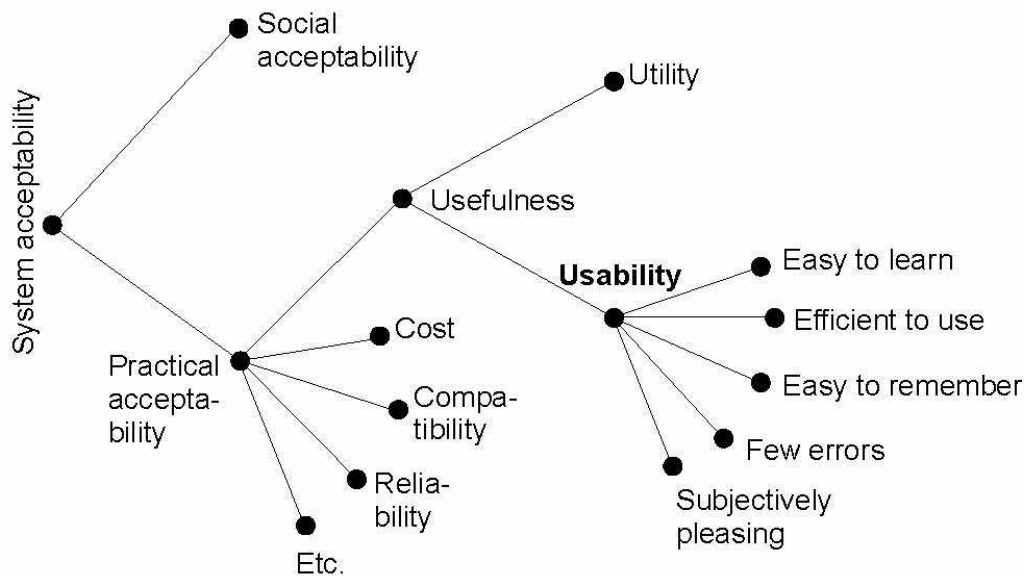 Social
acceptability
Utility
System acceptability
Usefulness
Usability
Easy to learn
Efficient to use
Cost
Practical
accepta-
bility
Easy to remember
Compa-
tibility
Few errors
Relia-
bility
Subjectively
pleasing
Etc.